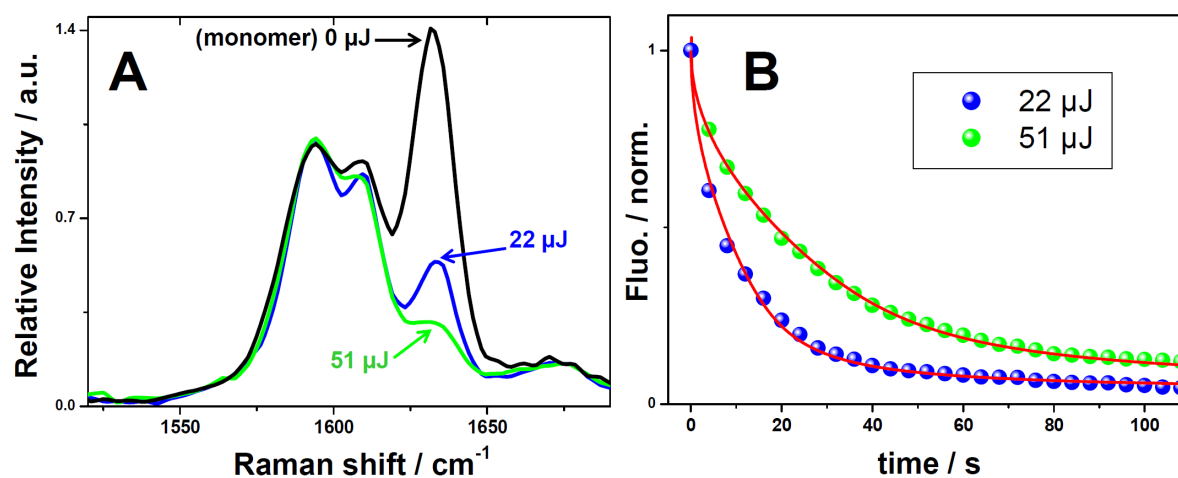 A
(monomer) 0 µJ
22 µJ
51 µJ
Relative Intensity / a.u.
1.4
0.7
0.0
1550
1600
1650
Raman shift / cm⁻¹
B
22 µJ
51 µJ
Fluo. / norm.
1
0
0
20
40
60
80
100
time / s